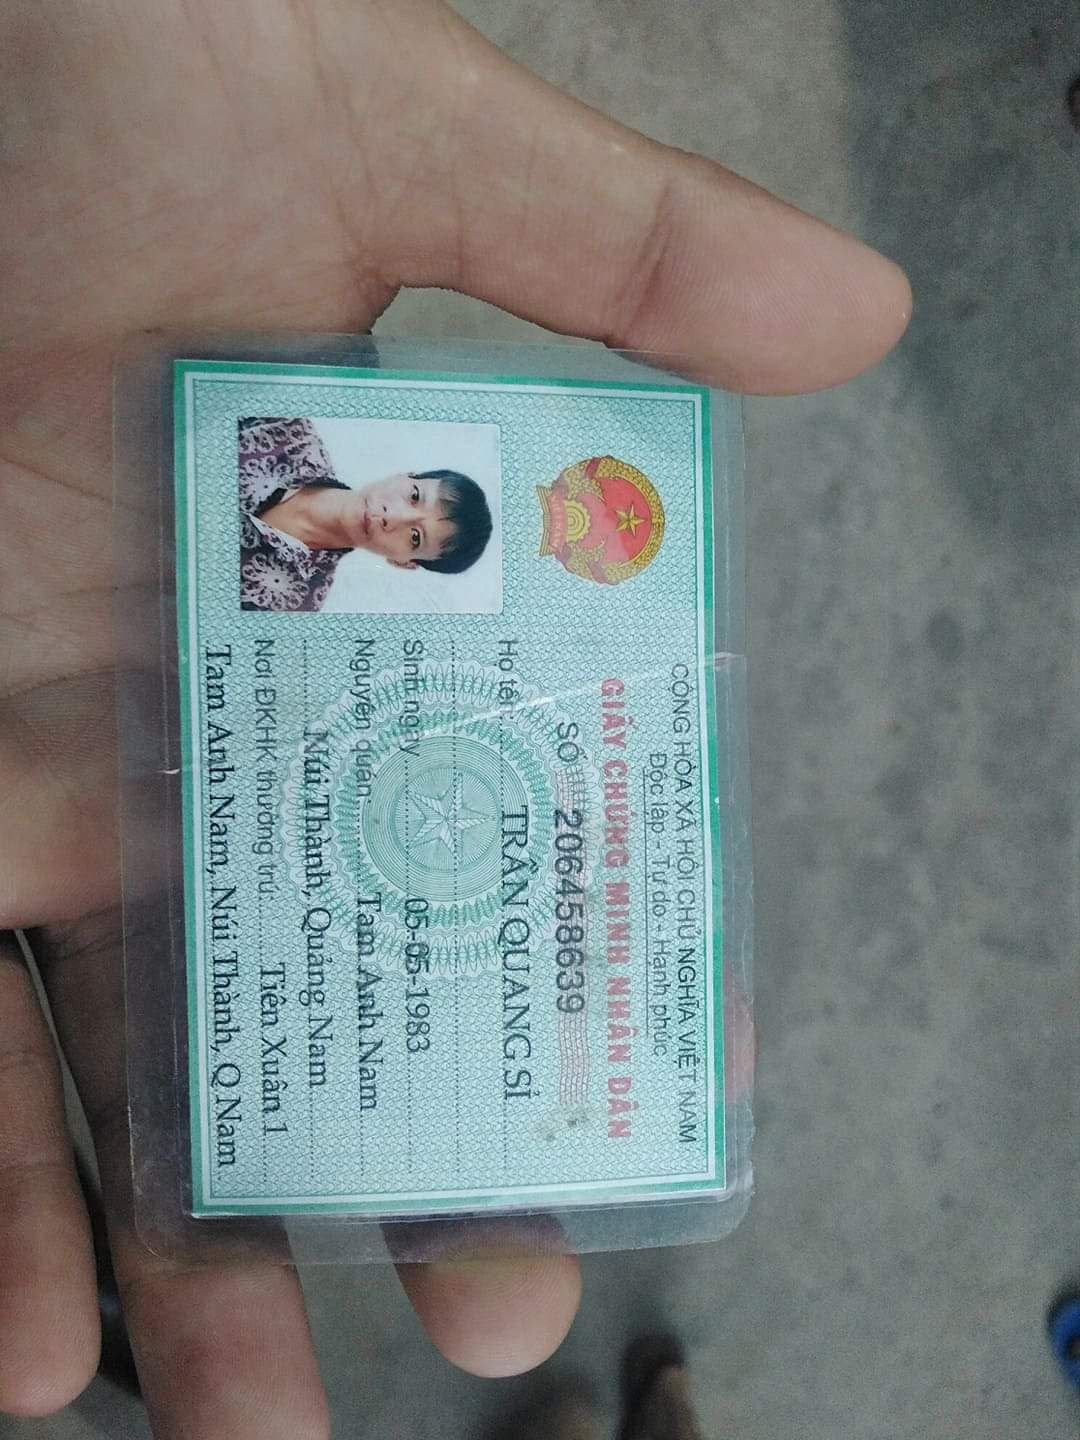 CỘNG HÒA XÃ HỘI CHỦ NGHĨA VIỆT NAM
Độc lập - Tự do - Hạnh phúc
GIẤY CHỨNG MINH NHÂN DÂN
SỐ 206458639
Họ tên: TRẦN QUANG SỈ
Sinh ngày 05-05-1983
Nguyên quán: Tam Anh Nam
Núi Thành, Quảng Nam
Nơi ĐKHK thường trú: Tiên Xuân 1
Tam Anh Nam, Núi Thành, Q Nam